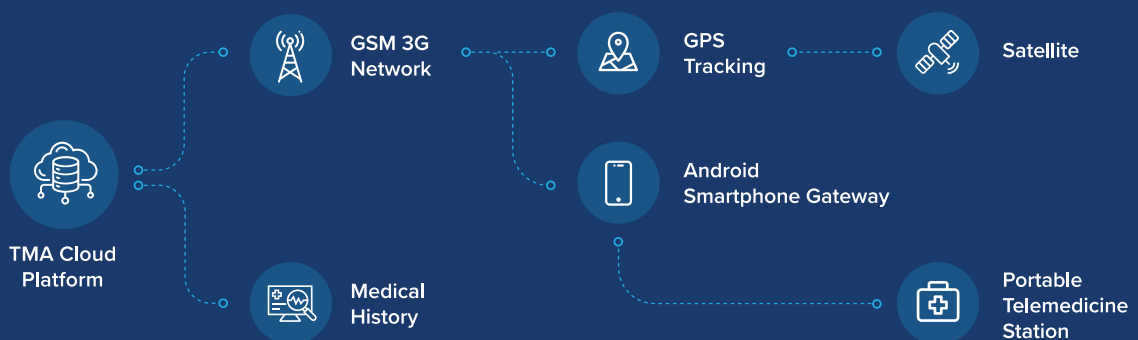 GSM 3G
Network
GPS
Tracking
Satellite
Android
Smartphone Gateway
TMA Cloud
Platform
Medical
History
Portable
Telemedicine
Station